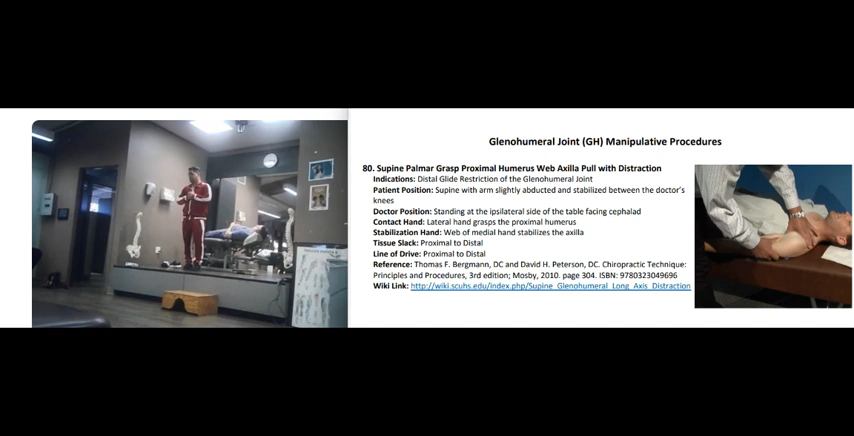 Glenohumeral Joint (GH) Manipulative Procedures
80. Supine Palmar Grasp Proximal Humerus Web Axilla Pull with Distraction
Indications: Distal Glide Restriction of the Glenohumeral Joint
Patient Position: Supine with arm slightly abducted and stabilized between the doctor's
knees
Doctor Position: Standing at the ipsilateral side of the table facing cephalad
Contact Hand: Lateral hand grasps the proximal humerus
Stabilization Hand: Web of medial hand stabilizes the axilla
Tissue Slack: Proximal to Distal
Line of Drive: Proximal to Distal
Reference: Thomas F. Bergmann, DC and David H. Peterson, DC. Chiropractic Technique:
Principles and Procedures, 3rd edition; Mosby, 2010. page 304. ISBN: 9780323049696
Wiki Link: http://wiki.scuhs.edu/index.php/Supine_Glenohumeral_Long_Axis_Distraction